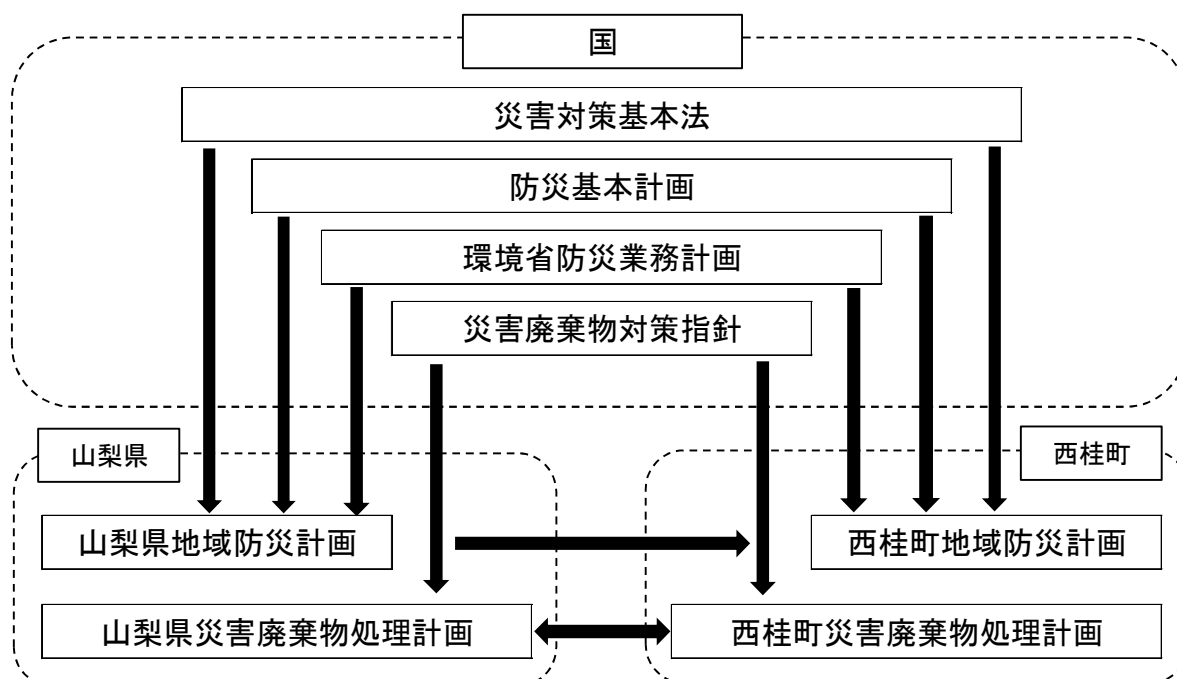 国
災害対策基本法
防災基本計画
環境省防災業務計画
災害廃棄物対策指針
山梨県
西桂町
山梨県地域防災計画
西桂町地域防災計画
山梨県災害廃棄物処理計画
西桂町災害廃棄物処理計画